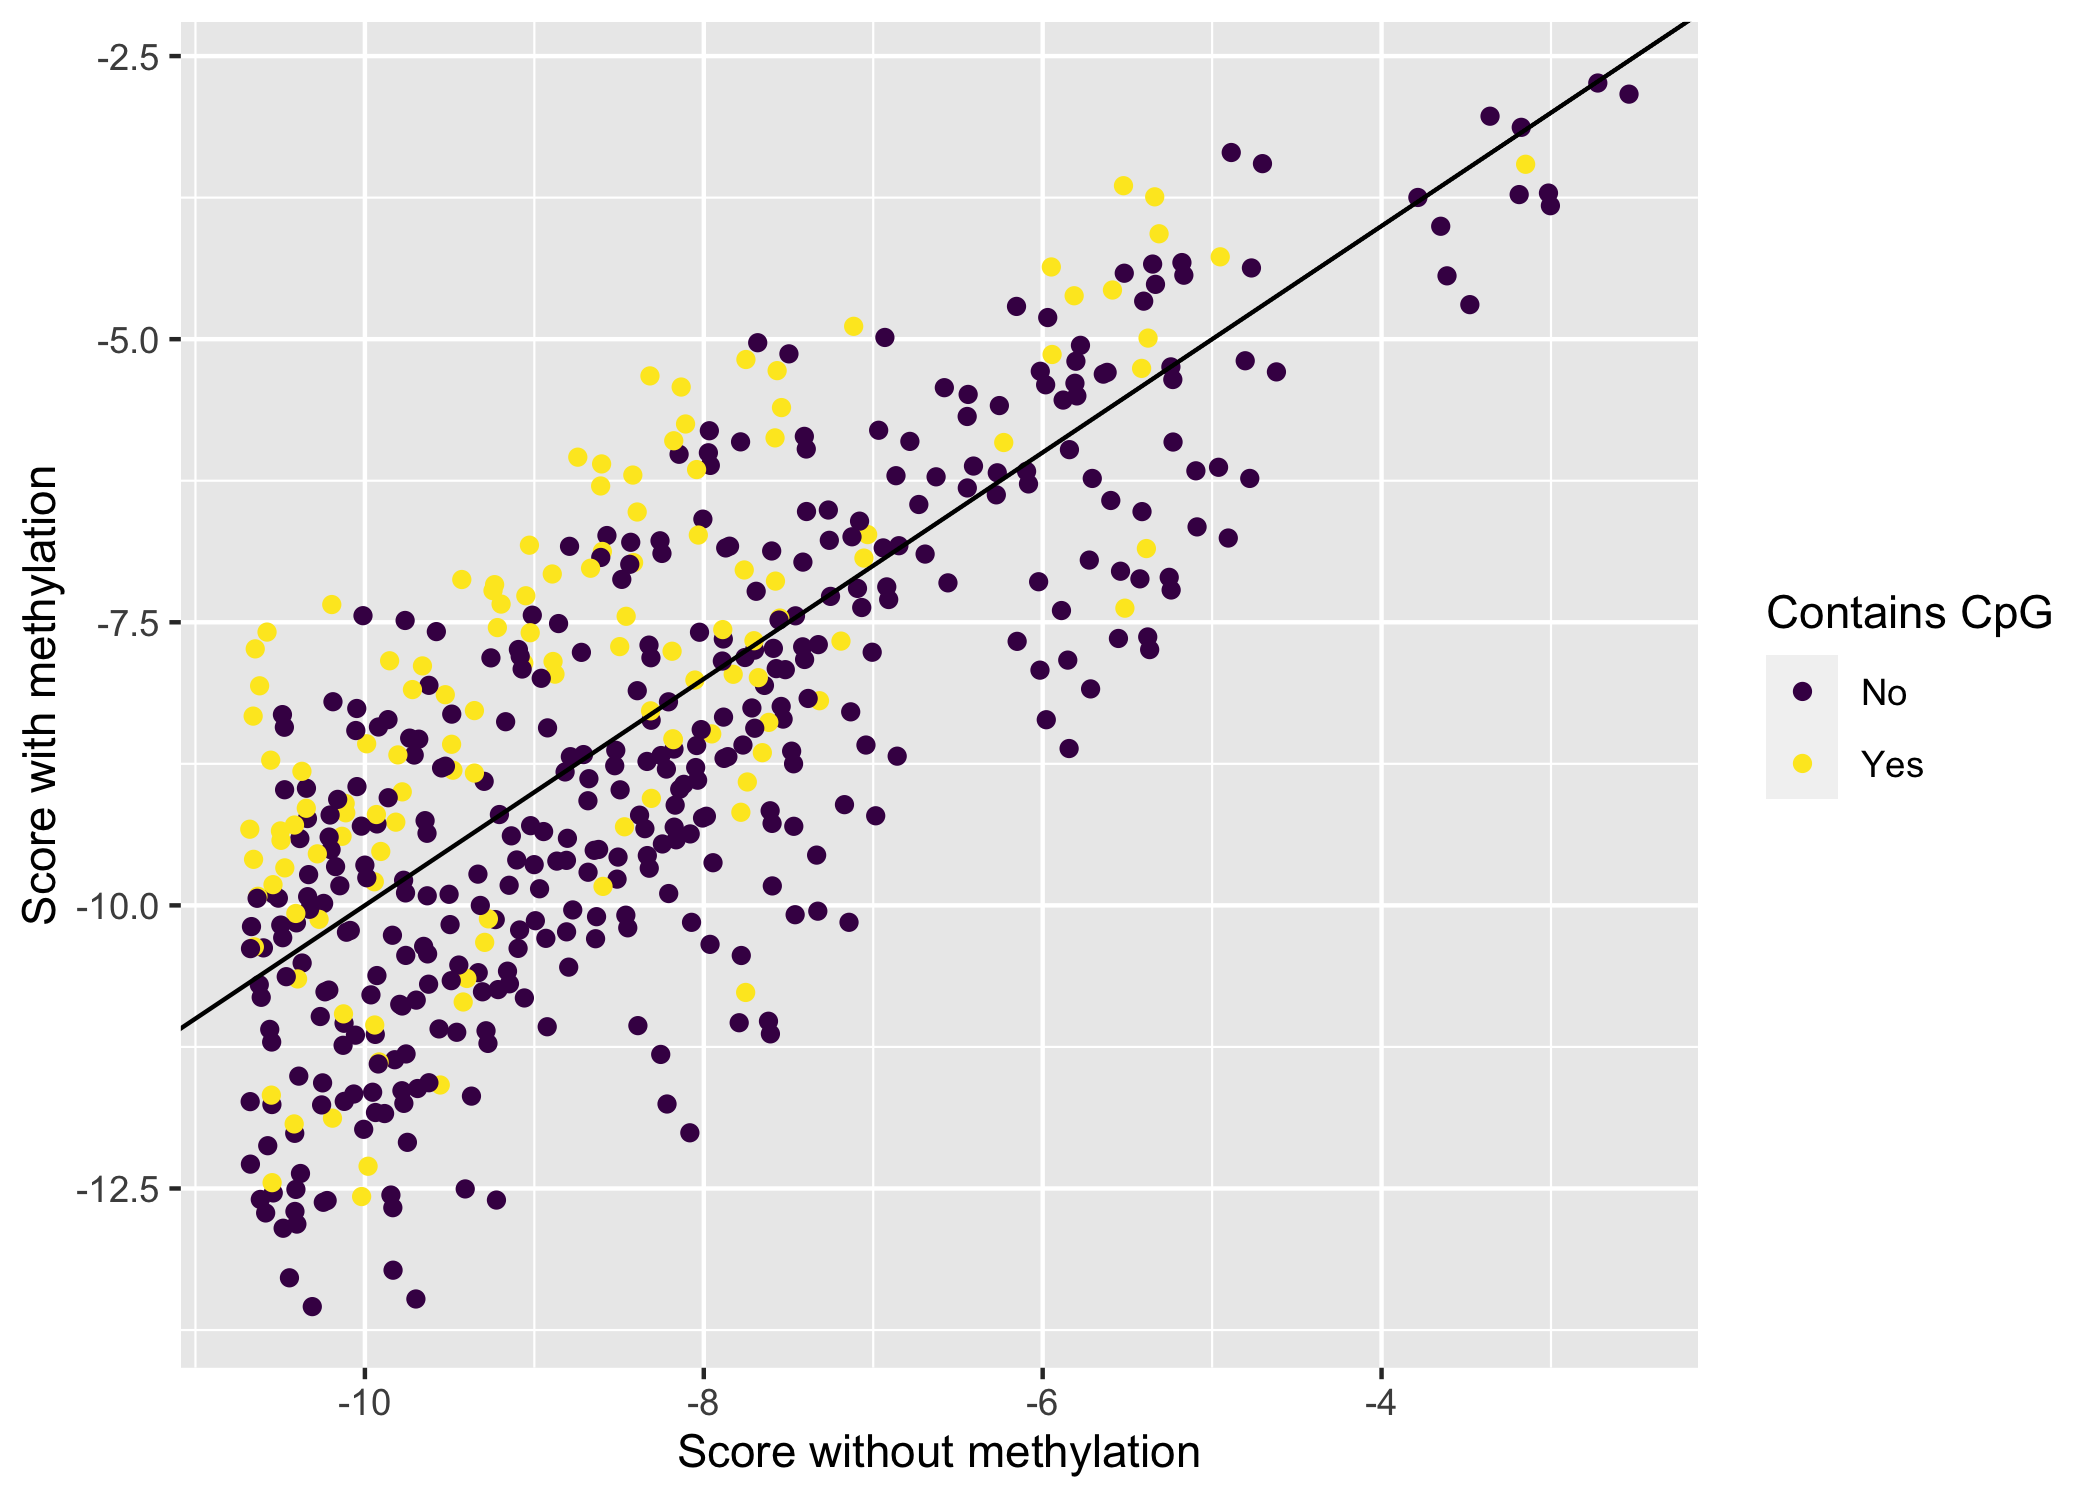 -2.5
-5.0
-7.5
-10.0
-12.5
Score with methylation
-10
-8
-6
-4
Score without methylation
Contains CpG
No
Yes